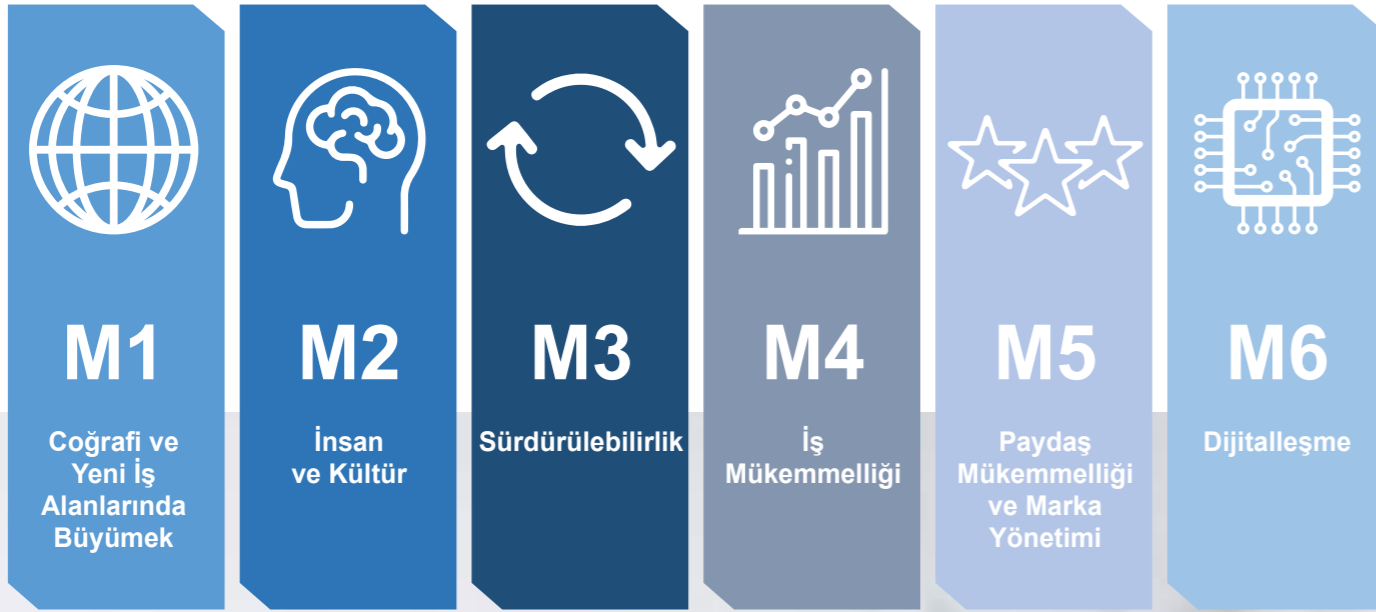 M1
Coğrafi ve
Yeni İş
Alanlarında
Büyümek
M2
İnsan
ve Kültür
M3
Sürdürülebilirlik
M4
İş
Mükemmelliği
M5
Paydaş
Mükemmelliği
ve Marka
Yönetimi
M6
Dijitalleşme